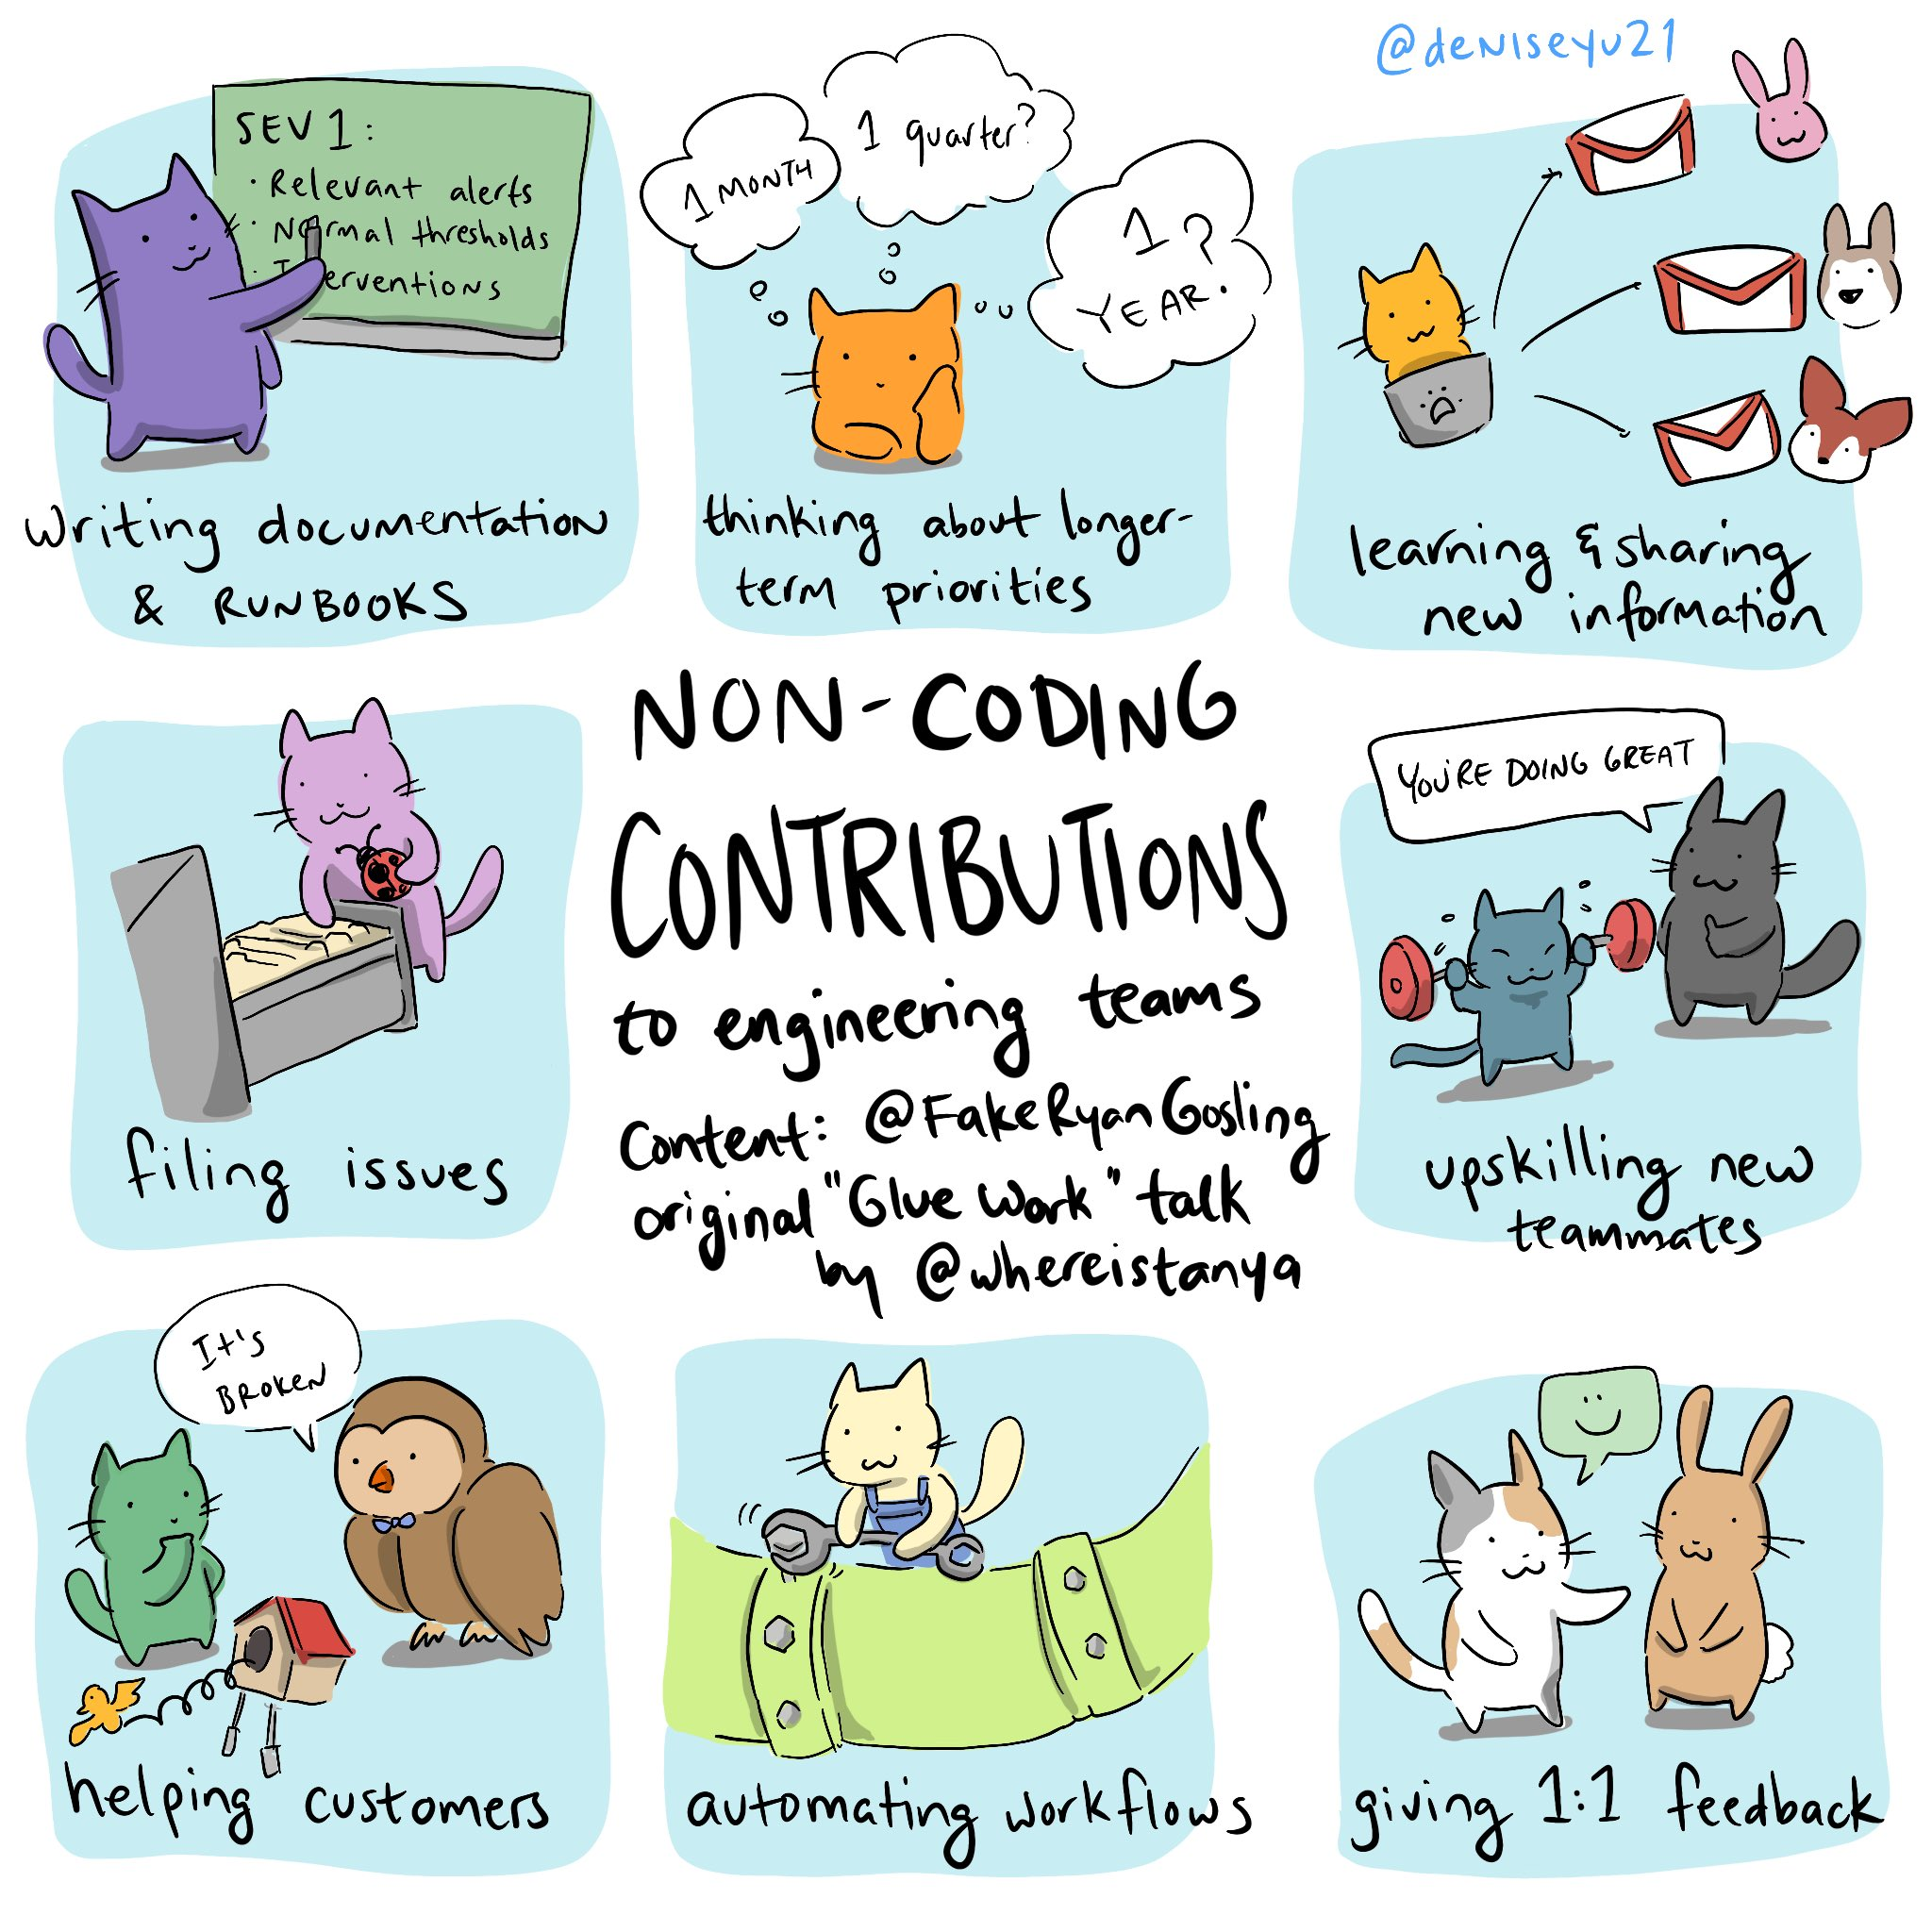 @deniseyu21
SEV 1:
· Relevant alerts
· Normal thresholds
erventions
writing documentation
& RUNBOOKS
1 MONTH
1 quarter?
1
YEAR?
thinking about longer-
term priorities
learning & sharing
new information
NON-CODING
CONTRIBUTIONS
to engineering teams
Content: @FakeRyanGosling
original "Glue Work" talk
by @whereistanya
filing issues
YOU'RE DOING GREAT
upskilling new
teammates
It's
BROKEN
helping customers
automating workflows
giving 1:1 feedback